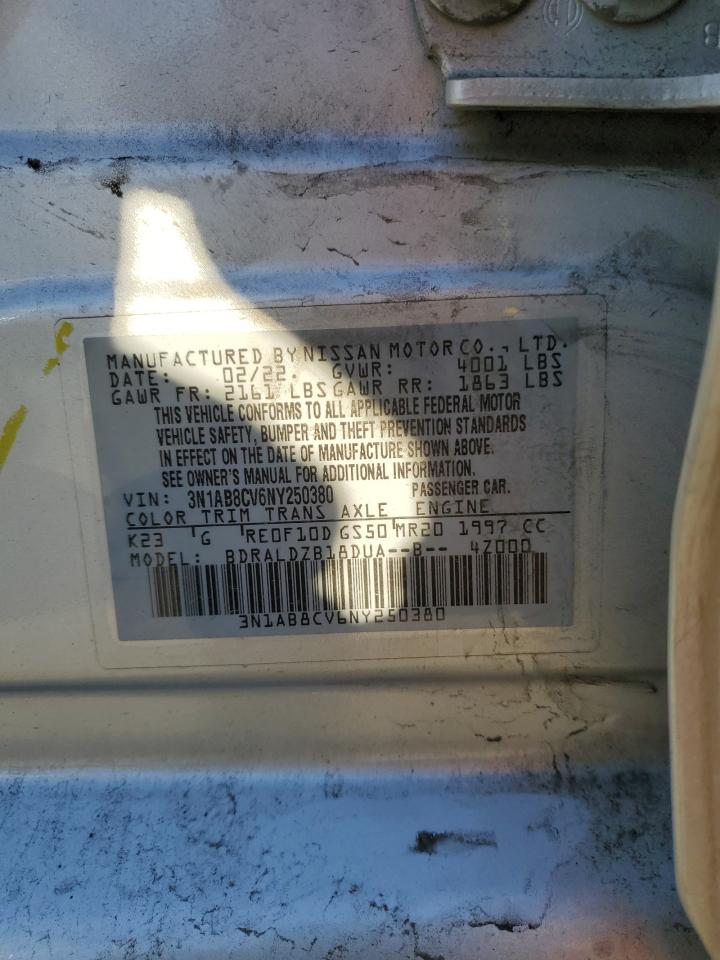 MANUFACTURED BY NISSAN MOTOR CO., LTD.
DATE: 02/22 GVWR: 4001 LBS
GAWR FR: 2161 LBS GAWR RR: 1863 LBS
THIS VEHICLE CONFORMS TO ALL APPLICABLE FEDERAL MOTOR
VEHICLE SAFETY, BUMPER AND THEFT PREVENTION STANDARDS
IN EFFECT ON THE DATE OF MANUFACTURE SHOWN ABOVE.
SEE OWNER'S MANUAL FOR ADDITIONAL INFORMATION.
VIN: 3N1AB8CV6NY250380 PASSENGER CAR.
COLOR TRIM TRANS AXLE ENGINE
K23 G RE0F10D GS50 MR20 1997 CC
MODEL: BDRALDZB18DUA--B-- 4Z000
3N1AB8CV6NY250380